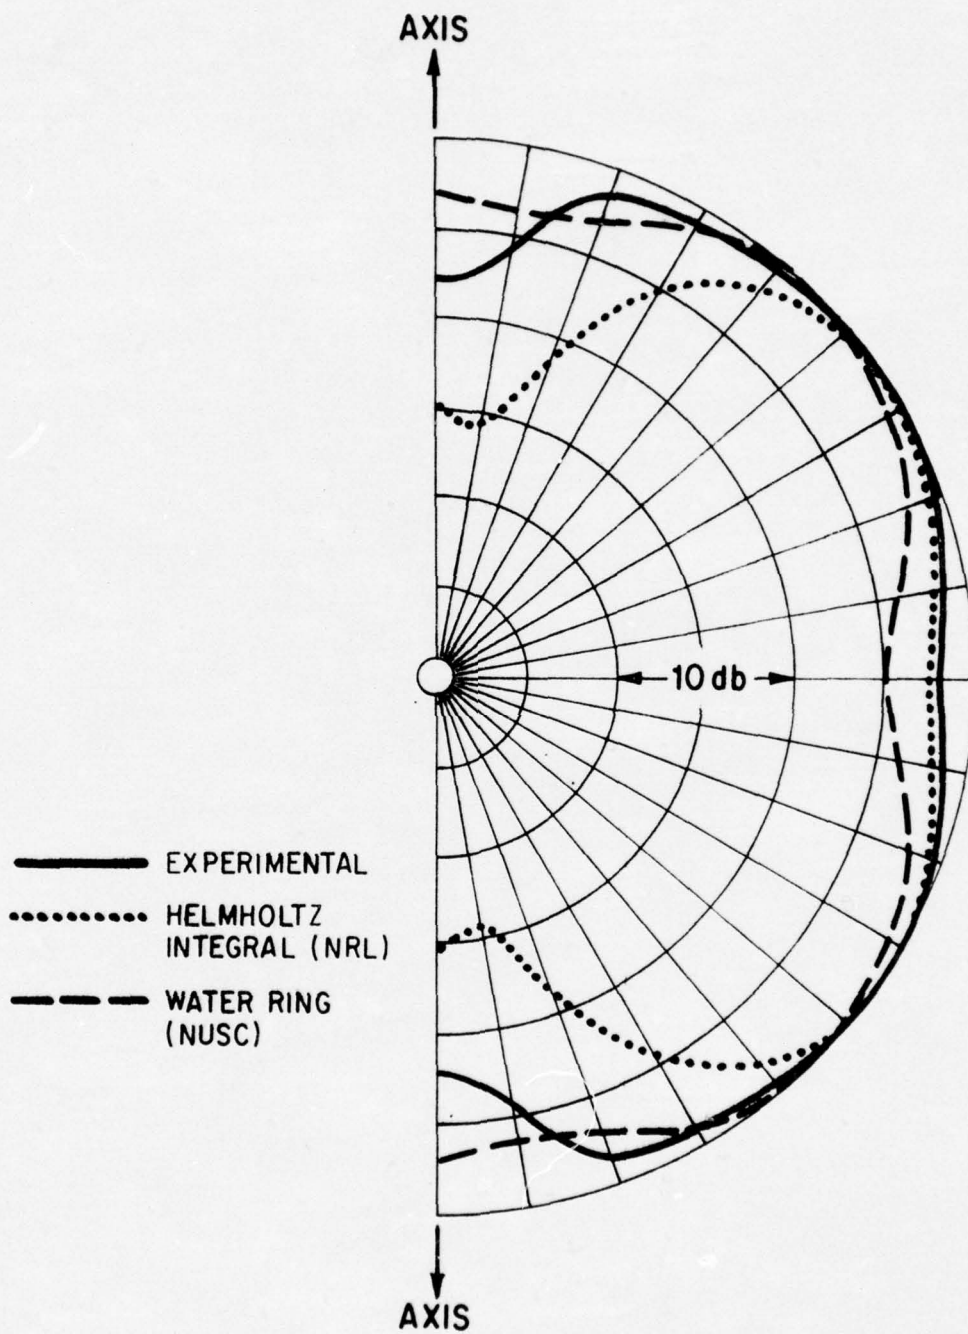 AXIS
10 db
EXPERIMENTAL
HELMHOLTZ
INTEGRAL (NRL)
WATER RING
(NUSC)
AXIS